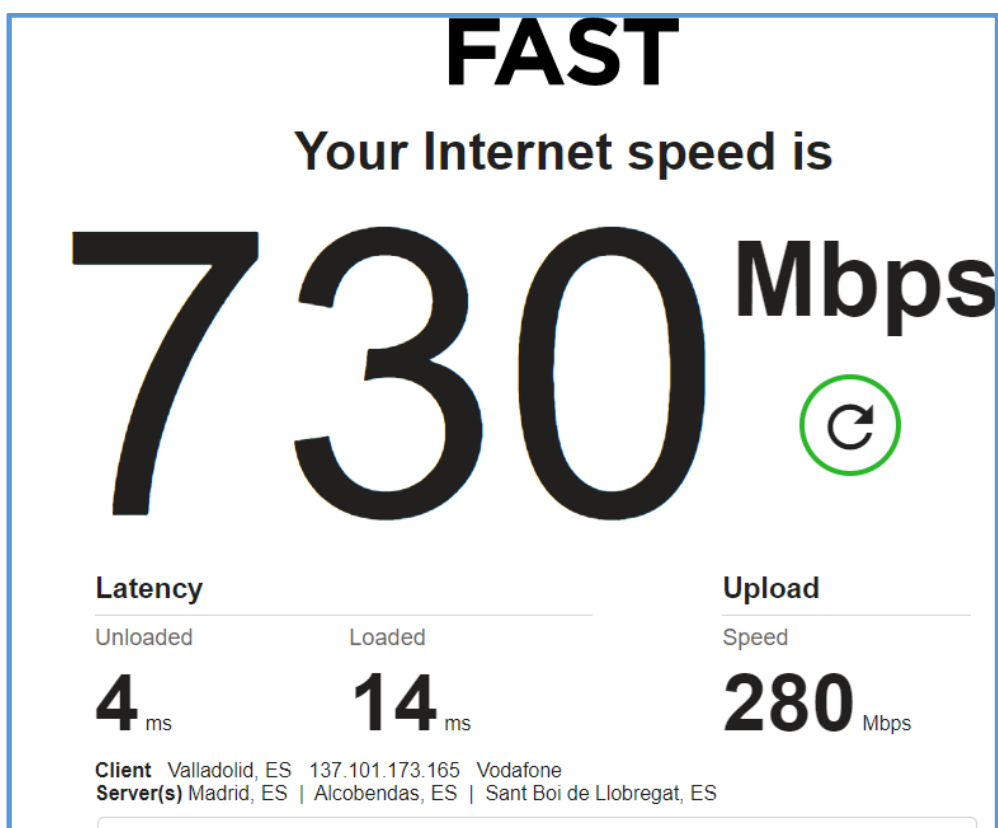 FAST
Your Internet speed is
730 Mbps
Latency
Upload
Unloaded Loaded Speed
4 ms 14 ms 280 Mbps
Client Valladolid, ES 137.101.173.165 Vodafone
Server(s) Madrid, ES | Alcobendas, ES | Sant Boi de Llobregat, ES